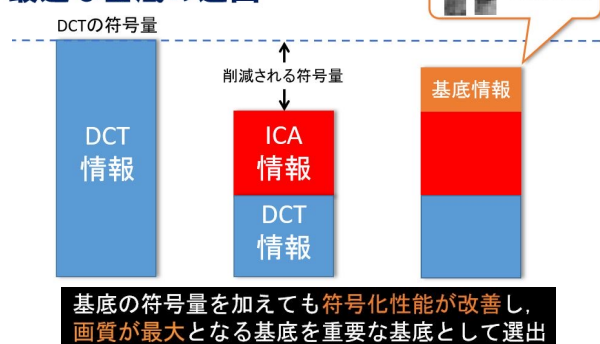 DCTの符号量
削減される符号量
基底情報
DCT
情報
ICA
情報
DCT
情報
基底の符号量を加えても符号化性能が改善し，
画質が最大となる基底を重要な基底として選出